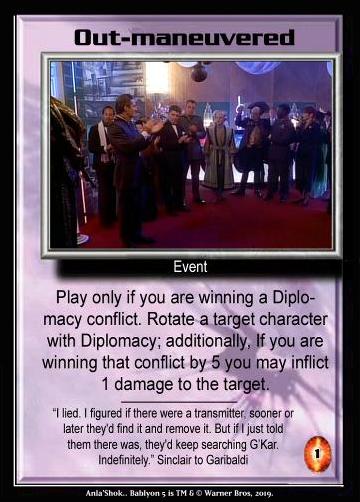 Out-maneuvered
Event
Play only if you are winning a Diplo-
macy conflict. Rotate a target character
with Diplomacy; additionally, If you are
winning that conflict by 5 you may inflict
1 damage to the target.
“I lied. I figured if there were a transmitter, sooner or
later they'd find it and remove it. But if I just told
them there was, they'd keep searching G'Kar.
Indefinitely.” Sinclair to Garibaldi
1
Anla'Shok.. Bablyon 5 is TM & © Warner Bros, 2019.